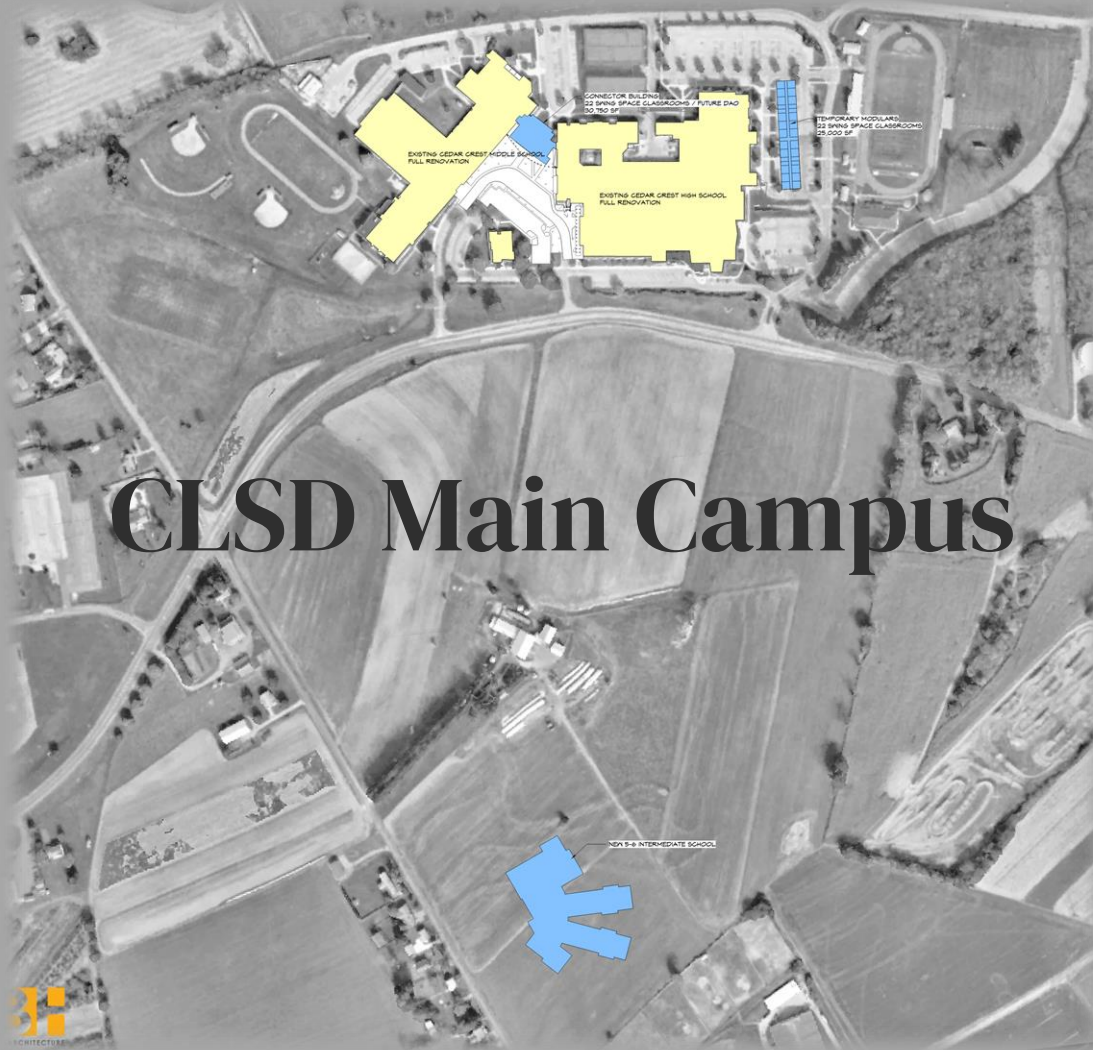 CONNECTOR BUILDING
22 SWING SPACE CLASSROOMS / FUTURE DAO
30,750 SF
TEMPORARY MODULARS
22 SWING SPACE CLASSROOMS
25,000 SF
EXISTING CEDAR CREST MIDDLE SCHOOL
FULL RENOVATION
EXISTING CEDAR CREST HIGH SCHOOL
FULL RENOVATION
CLSD Main Campus
NEW 5-6 INTERMEDIATE SCHOOL